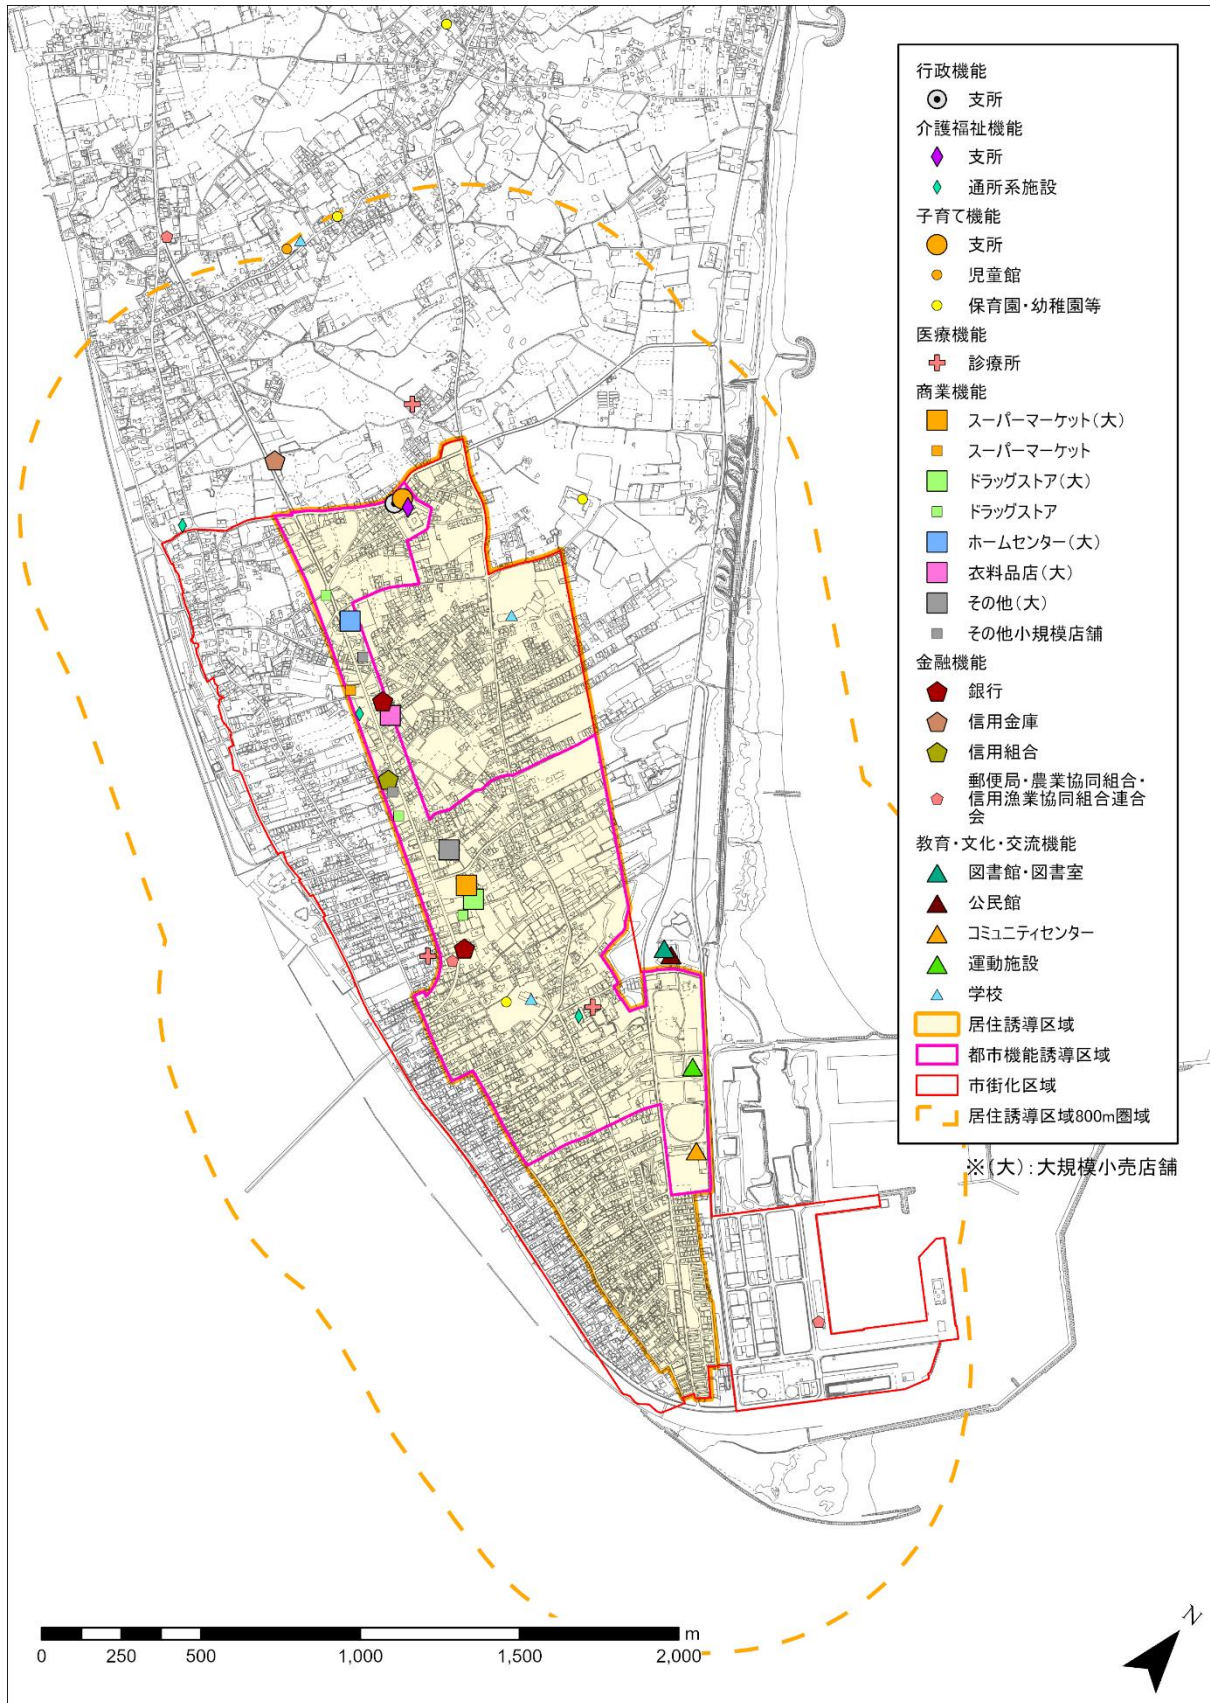 行政機能
支所
介護福祉機能
支所
通所系施設
子育て機能
支所
児童館
保育園・幼稚園等
医療機能
診療所
商業機能
スーパーマーケット(大)
スーパーマーケット
ドラッグストア(大)
ドラッグストア
ホームセンター(大)
衣料品店(大)
その他(大)
その他小規模店舗
金融機能
銀行
信用金庫
信用組合
郵便局・農業協同組合・
信用漁業協同組合連合
会
教育・文化・交流機能
図書館・図書室
公民館
コミュニティセンター
運動施設
学校
居住誘導区域
都市機能誘導区域
市街化区域
居住誘導区域800m圏域
※(大):大規模小売店舗
N
m
0 250 500 1,000 1,500 2,000